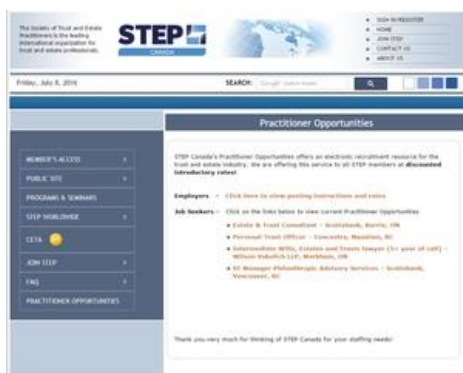 The Society of Trust and Estate
Practitioners is the leading
international organization for
trust and estate professionals.
STEP
CANADA
SIGN IN/REGISTER
HOME
JOIN STEP
CONTACT US
ABOUT US
Friday, July 8, 2016
SEARCH:
Practitioner Opportunities
MEMBER'S ACCESS
PUBLIC SITE
PROGRAMS & SEMINARS
STEP WORLDWIDE
CETA
JOIN STEP
FAQ
PRACTITIONER OPPORTUNITIES
STEP Canada's Practitioner Opportunities offers an electronic recruitment resource for the
trust and estate industry. We are offering this service to all STEP members at discounted
introductory rates!
Employers - Click here to view posting instructions and rates
Job Seekers - Click on the links below to view current Practitioner Opportunities
Estate & Trust Consultant - Scotiabank, Barrie, ON
Personal Trust Officer - Concentra, Nanaimo, BC
Intermediate Wills, Estates and Trusts lawyer (5+ year of call) -
Wilson Vukelich LLP, Markham, ON
Manager Philanthropic Advisory Services - Scotiabank,
Vancouver, BC
Thank you very much for thinking of STEP Canada for your staffing needs!